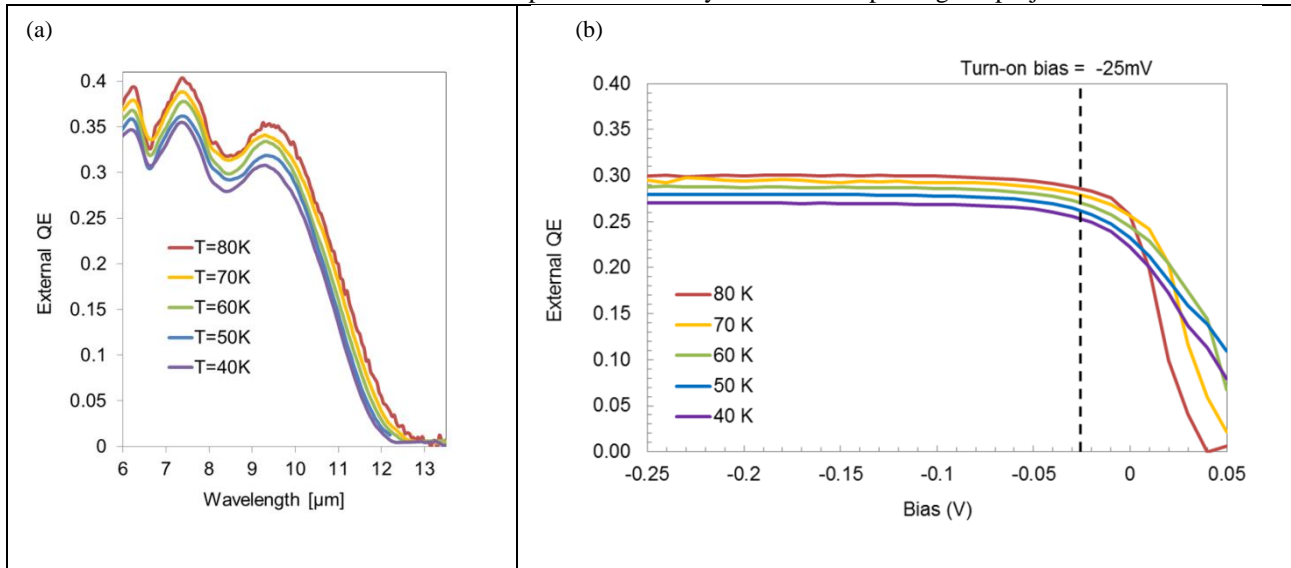 (a)
0.4
0.35
0.3
0.25
0.2
0.15
0.1
0.05
0
External QE
T=80K
T=70K
T=60K
T=50K
T=40K
6 7 8 9 10 11 12 13
Wavelength [µm]
(b)
Turn-on bias = -25mV
0.40
0.35
0.30
0.25
0.20
0.15
0.10
0.05
0.00
External QE
80 K
70 K
60 K
50 K
40 K
-0.25 -0.2 -0.15 -0.1 -0.05 0 0.05
Bias (V)